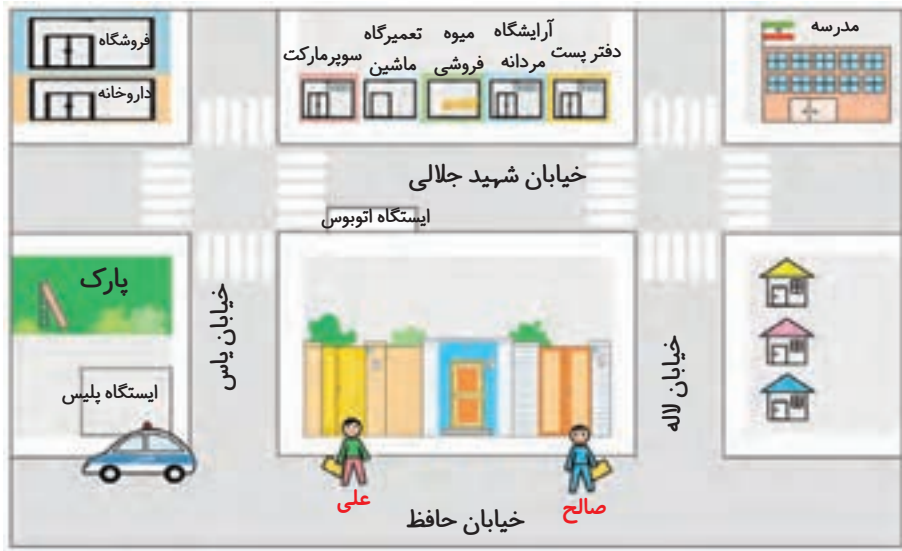 مدرسه
دفتر پست
آرایشگاه
مردانه
میوه
فروشی
تعمیرگاه
ماشین
سوپرمارکت
فروشگاه
داروخانه
خیابان شهید جلالی
ایستگاه اتوبوس
پارک
خیابان یاس
خیابان لاله
ایستگاه پلیس
علی
صالح
خیابان حافظ